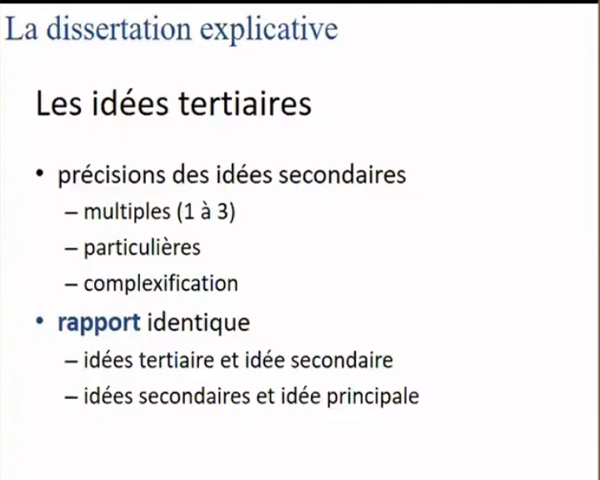 La dissertation explicative
Les idées tertiaires
• précisions des idées secondaires
– multiples (1 à 3)
– particulières
– complexification
• rapport identique
– idées tertiaire et idée secondaire
– idées secondaires et idée principale